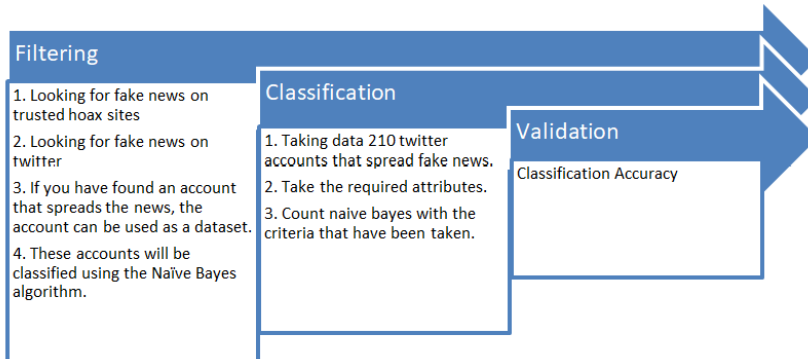 Filtering
1. Looking for fake news on
trusted hoax sites
2. Looking for fake news on
twitter
3. If you have found an account
that spreads the news, the
account can be used as a dataset.
4. These accounts will be
classified using the Naïve Bayes
algorithm.
Classification
1. Taking data 210 twitter
accounts that spread fake news.
2. Take the required attributes.
3. Count naive bayes with the
criteria that have been taken.
Validation
Classification Accuracy